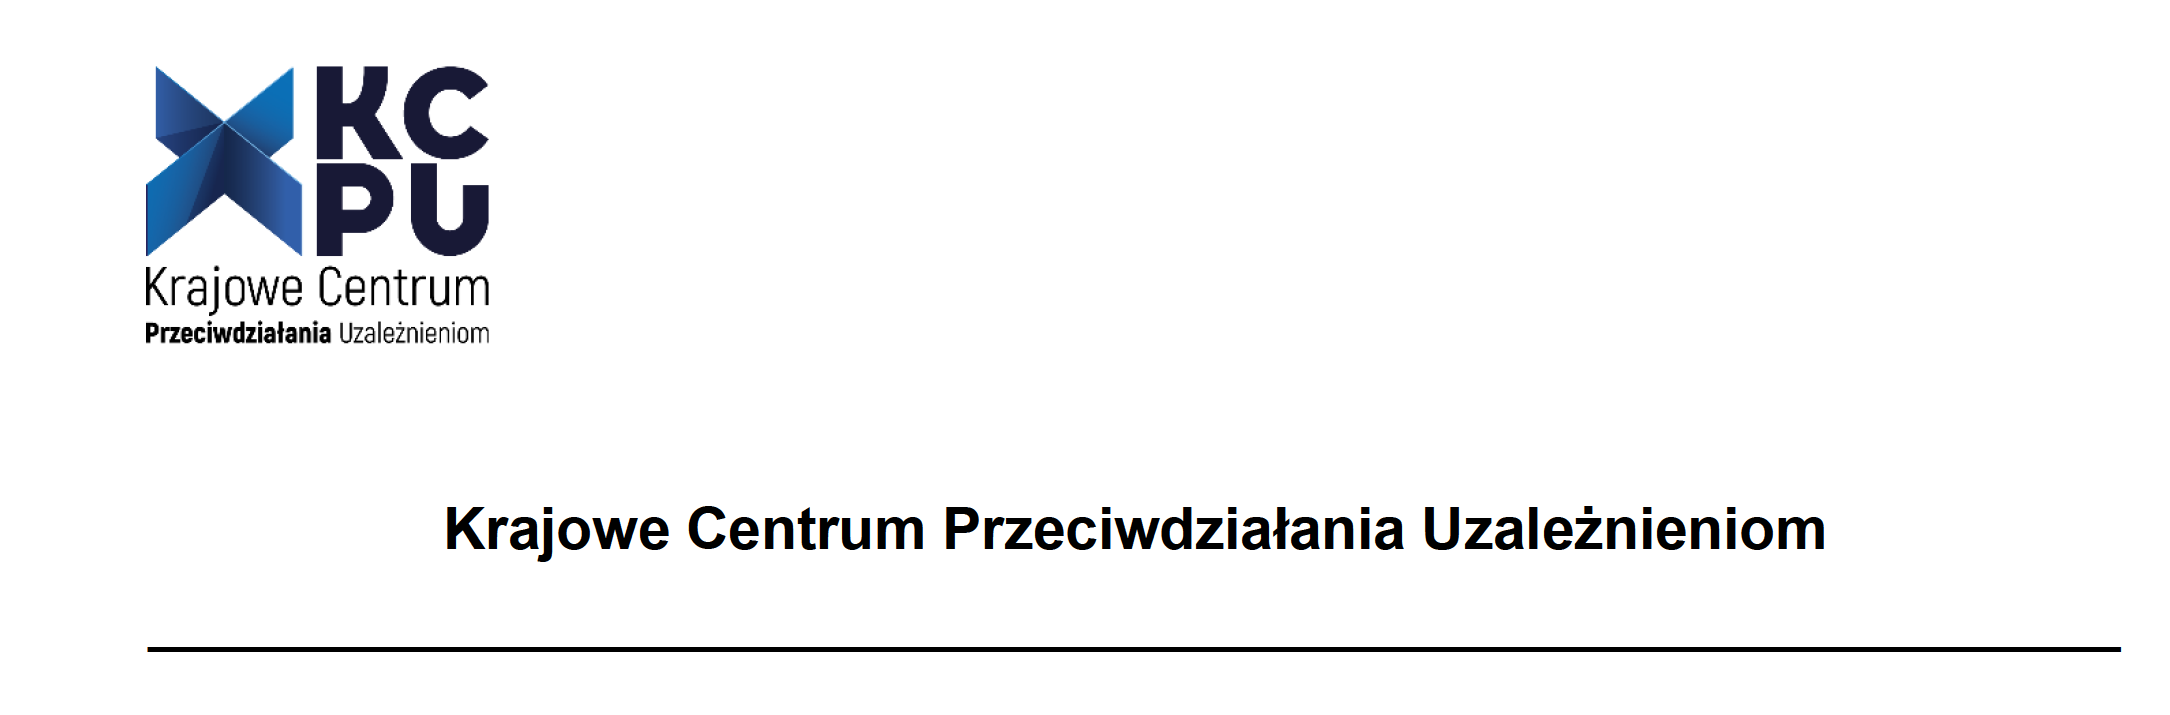 KC
PU
Krajowe Centrum
Przeciwdziałania Uzależnieniom
Krajowe Centrum Przeciwdziałania Uzależnieniom